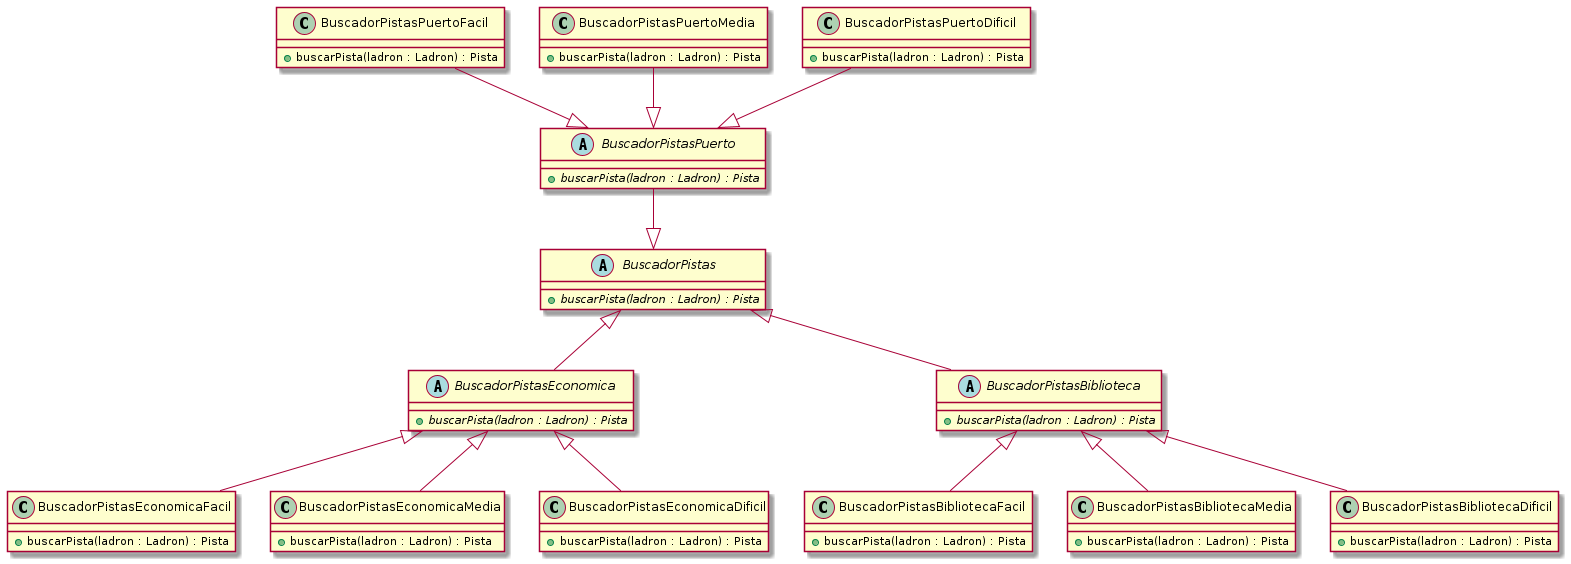 C BuscadorPistasPuertoFacil
buscarPista(ladron : Ladron) : Pista
C BuscadorPistasPuertoMedia
buscarPista(ladron : Ladron) : Pista
C BuscadorPistasPuertoDificil
buscarPista(ladron : Ladron) : Pista
A BuscadorPistasPuerto
buscarPista(ladron : Ladron) : Pista
A BuscadorPistas
buscarPista(ladron : Ladron) : Pista
A BuscadorPistasEconomica
buscarPista(ladron : Ladron) : Pista
A BuscadorPistasBiblioteca
buscarPista(ladron : Ladron) : Pista
C BuscadorPistasEconomicaFacil
buscarPista(ladron : Ladron) : Pista
C BuscadorPistasEconomicaMedia
buscarPista(ladron : Ladron) : Pista
C BuscadorPistasEconomicaDificil
buscarPista(ladron : Ladron) : Pista
C BuscadorPistasBibliotecaFacil
buscarPista(ladron : Ladron) : Pista
C BuscadorPistasBibliotecaMedia
buscarPista(ladron : Ladron) : Pista
C BuscadorPistasBibliotecaDificil
buscarPista(ladron : Ladron) : Pista